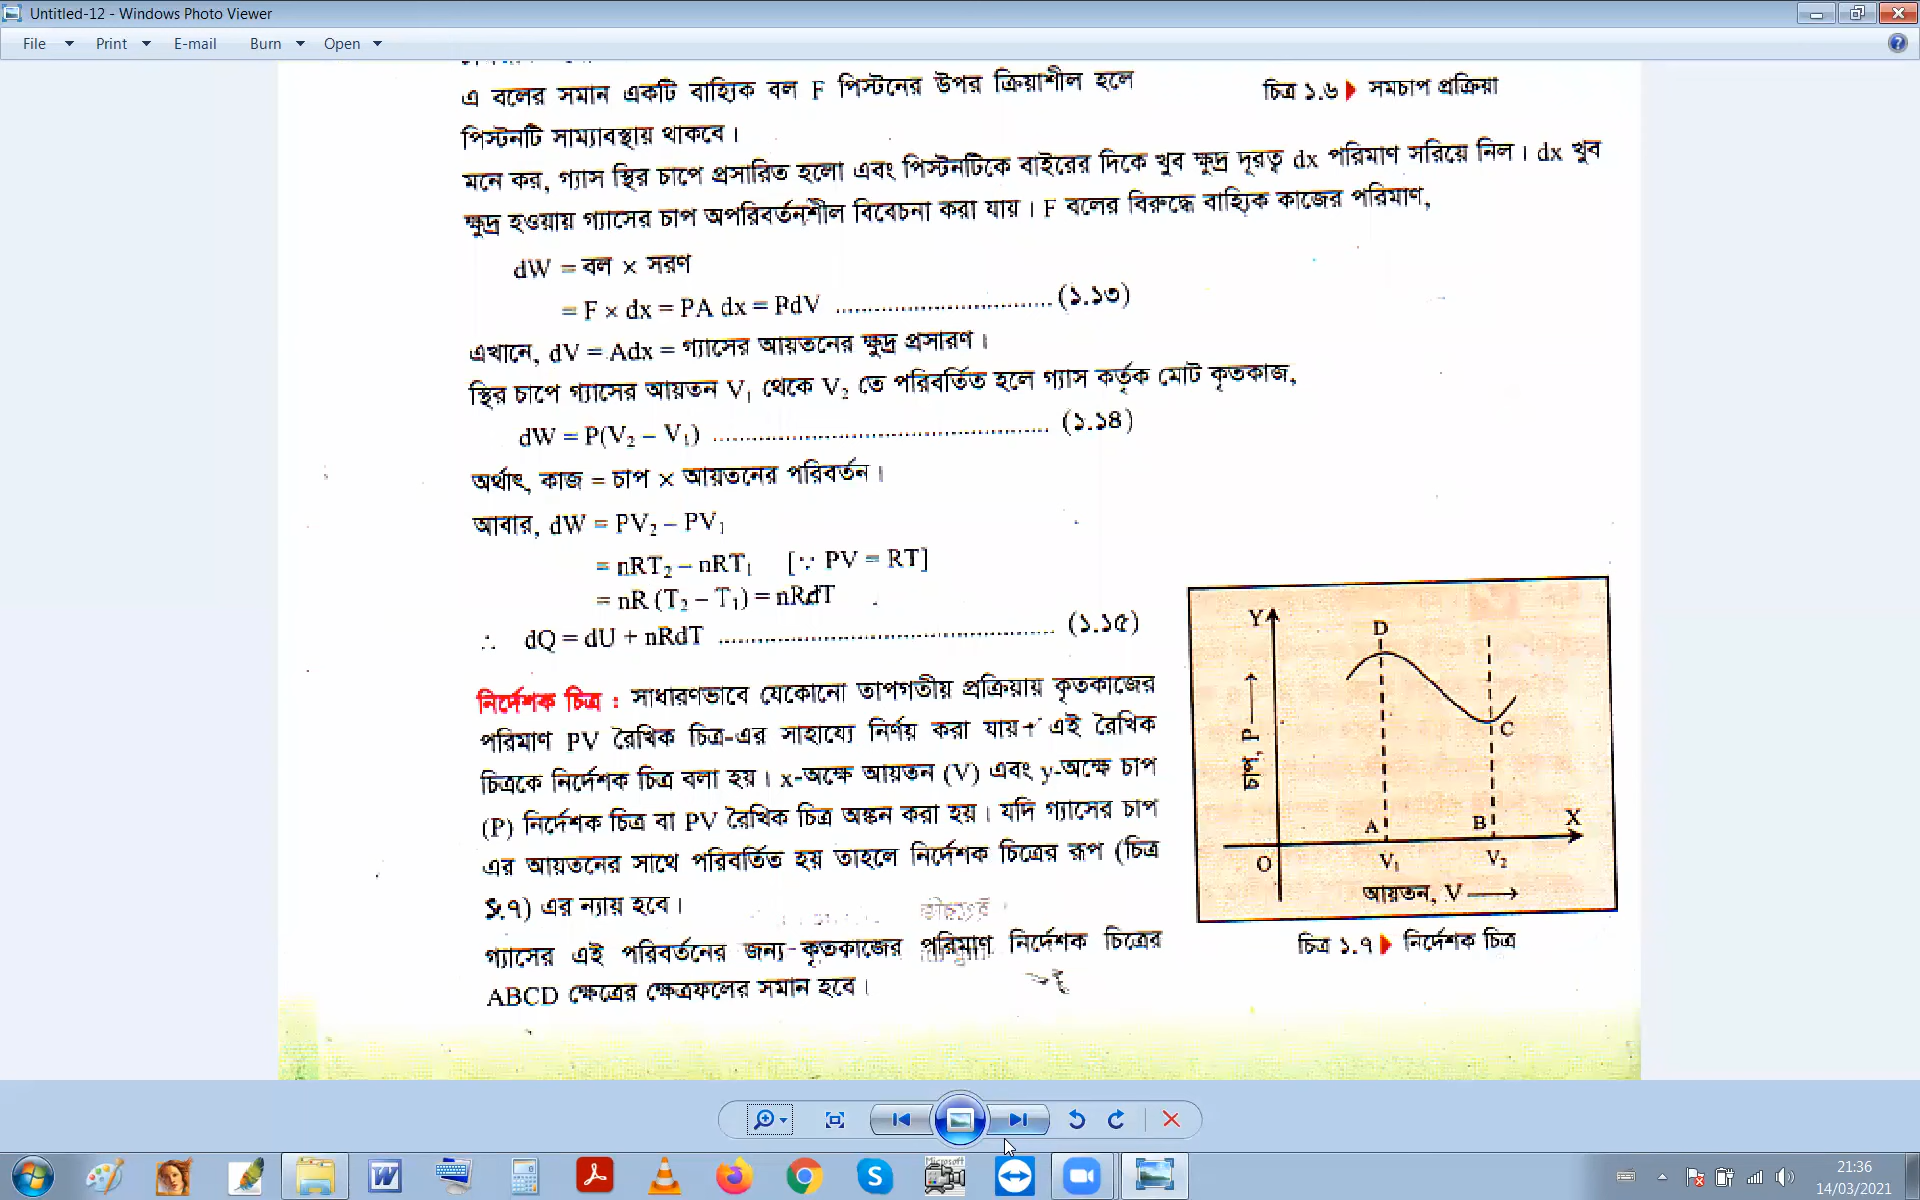 Untitled-12 - Windows Photo Viewer
File Print E-mail Burn Open
এ বলের সমান একটি বাহ্যিক বল F পিস্টনের উপর ক্রিয়াশীল হলে
চিত্র ১.৬ সমচাপ প্রক্রিয়া
পিস্টনটি সাম্যাবস্থায় থাকবে।
মনে কর, গ্যাস স্থির চাপে প্রসারিত হলো এবং পিস্টনটিকে বাইরের দিকে খুব ক্ষুদ্র দূরত্ব dx পরিমাণ সরিয়ে নিল। dx খুব
ক্ষুদ্র হওয়ায় গ্যাসের চাপ অপরিবর্তনশীল বিবেচনা করা যায়। F বলের বিরুদ্ধে বাহ্যিক কাজের পরিমাণ,
dW = বল × সরণ
= F × dx = PA dx = PdV .............................. (১.১৩)
এখানে, dV = Adx = গ্যাসের আয়তনের ক্ষুদ্র প্রসারণ।
স্থির চাপে গ্যাসের আয়তন V₁ থেকে V₂ তে পরিবর্তিত হলে গ্যাস কর্তৃক মোট কৃতকাজ,
dW = P(V₂ – V₁) .............................. (১.১৪)
অর্থাৎ, কাজ = চাপ × আয়তনের পরিবর্তন।
আবার, dW = PV₂ – PV₁
= nRT₂ – nRT₁ [∵ PV = RT]
= nR (T₂ – T₁) = nRdT
∴ dQ = dU + nRdT .............................. (১.১৫)
নির্দেশক চিত্র : সাধারণভাবে যেকোনো তাপগতীয় প্রক্রিয়ায় কৃতকাজের
পরিমাণ PV রৈখিক চিত্র-এর সাহায্যে নির্ণয় করা যায়। এই রৈখিক
চিত্রকে নির্দেশক চিত্র বলা হয়। x-অক্ষে আয়তন (V) এবং y-অক্ষে চাপ
(P) নির্দেশক চিত্র বা PV রৈখিক চিত্র অঙ্কন করা হয়। যদি গ্যাসের চাপ
এর আয়তনের সাথে পরিবর্তিত হয় তাহলে নির্দেশক চিত্রের রূপ (চিত্র
১.৭) এর ন্যায় হবে।
গ্যাসের এই পরিবর্তনের জন্য কৃতকাজের পরিমাণ নির্দেশক চিত্রের
ABCD ক্ষেত্রের ক্ষেত্রফলের সমান হবে।
Y
D
C
চাপ, P
A
B
X
O
V₁
V₂
আয়তন, V
চিত্র ১.৭ নির্দেশক চিত্র
Microsoft
21:36
14/03/2021